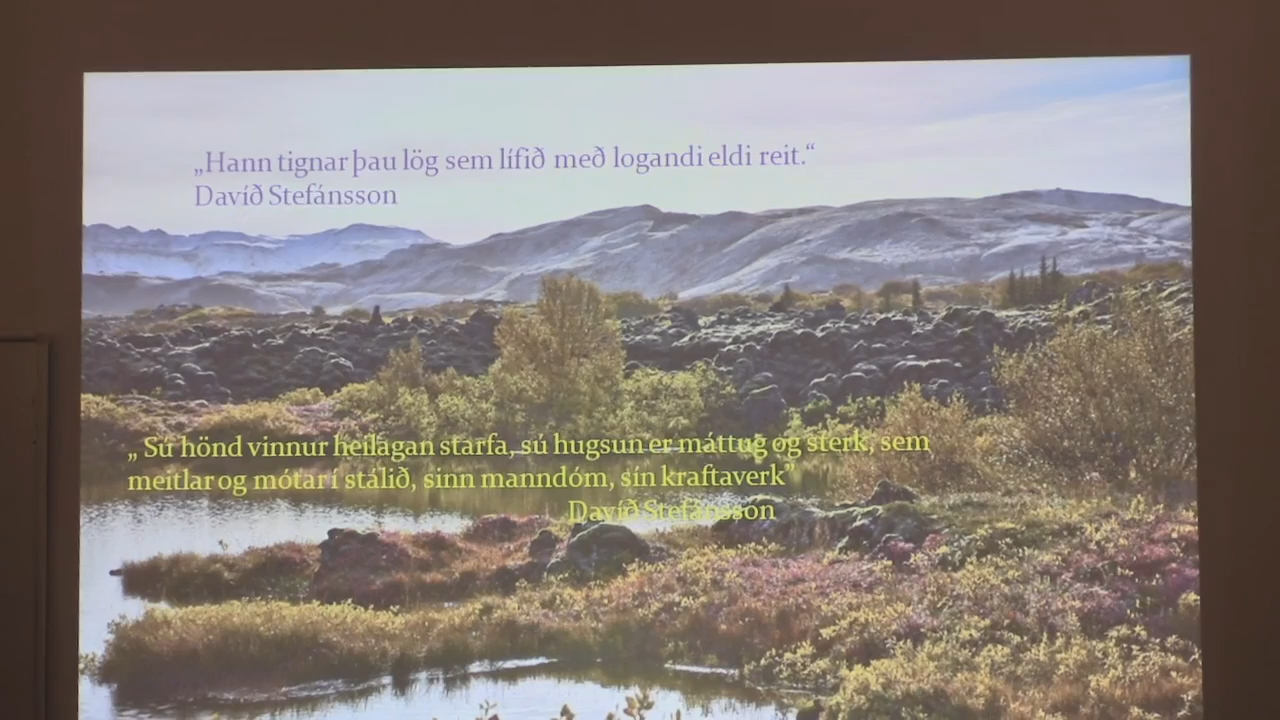 „Hann tignar þau lög sem lífið með logandi eldi reit.“
Davíð Stefánsson
„ Sú hönd vinnur heilagan starfa, sú hugsun er máttug og sterk, sem
meitlar og mótar í stálið, sinn manndóm, sín kraftaverk”
Davíð Stefánsson